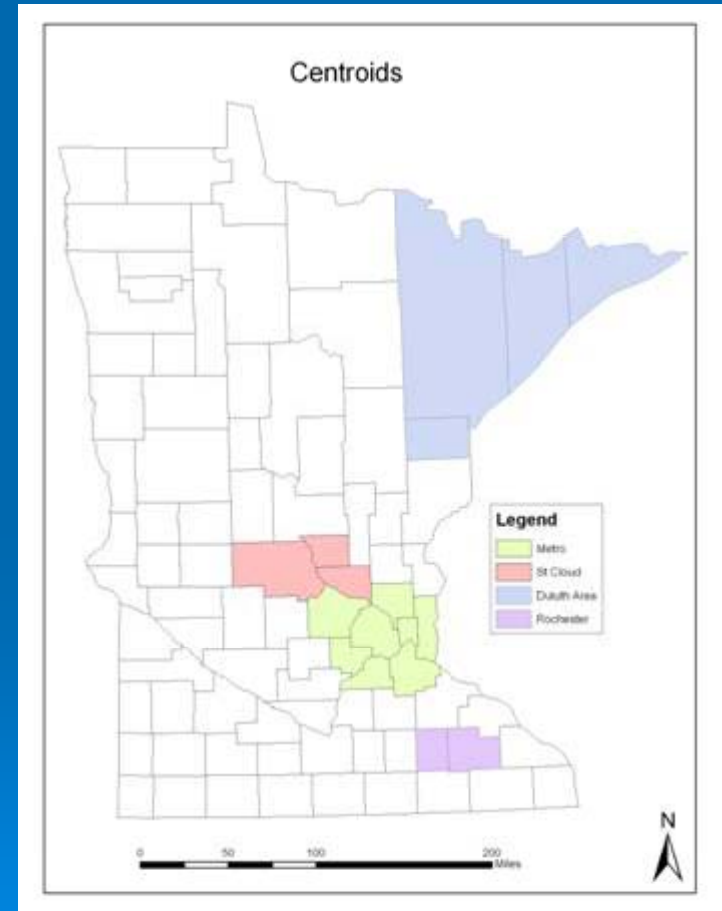 Centroids
Legend
Metro
St Cloud
Duluth Area
Rochester
N
0 50 100 200
Miles